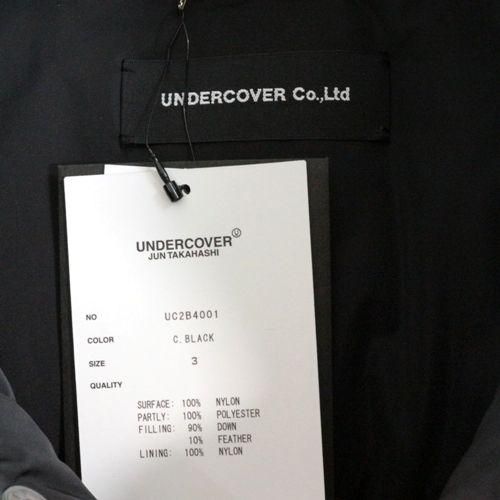 UNDERCOVER Co.,Ltd
UNDERCOVER Ⓤ
JUN TAKAHASHI
NO UC2B4001
COLOR C.BLACK
SIZE 3
QUALITY
SURFACE: 100% NYLON
PARTLY: 100% POLYESTER
FILLING: 90% DOWN
10% FEATHER
LINING: 100% NYLON